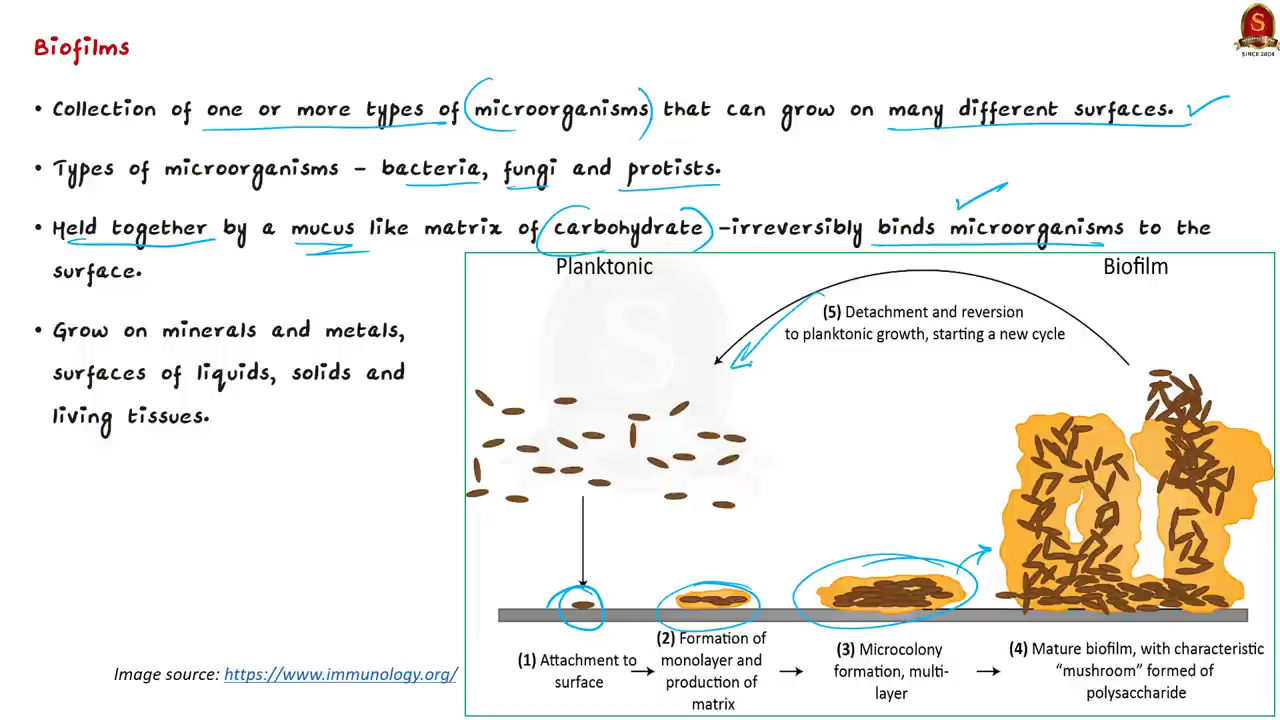 Biofilms
• Collection of one or more types of microorganisms that can grow on many different surfaces.
• Types of microorganisms – bacteria, fungi and protists.
• Held together by a mucus like matrix of carbohydrate –irreversibly binds microorganisms to the
surface.
• Grow on minerals and metals,
surfaces of liquids, solids and
living tissues.
Planktonic
Biofilm
(5) Detachment and reversion
to planktonic growth, starting a new cycle
(1) Attachment to
surface
(2) Formation of
monolayer and
production of
matrix
(3) Microcolony
formation, multi-
layer
(4) Mature biofilm, with characteristic
“mushroom” formed of
polysaccharide
Image source: https://www.immunology.org/
S
SINCE 2004